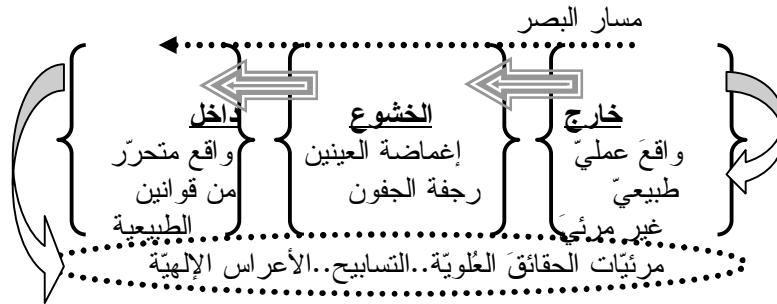 مسار البصر
خارج
واقعَ عمليّ
طبيعيّ
غير مرئيَ
الخشوع
إغماضة العينين
رجفة الجفون
داخل
واقع متحرّر
من قوانين
الطبيعية
مرئيّات الحقائقَ العُلويّة..التسابيح..الأعراس الإلهيّة